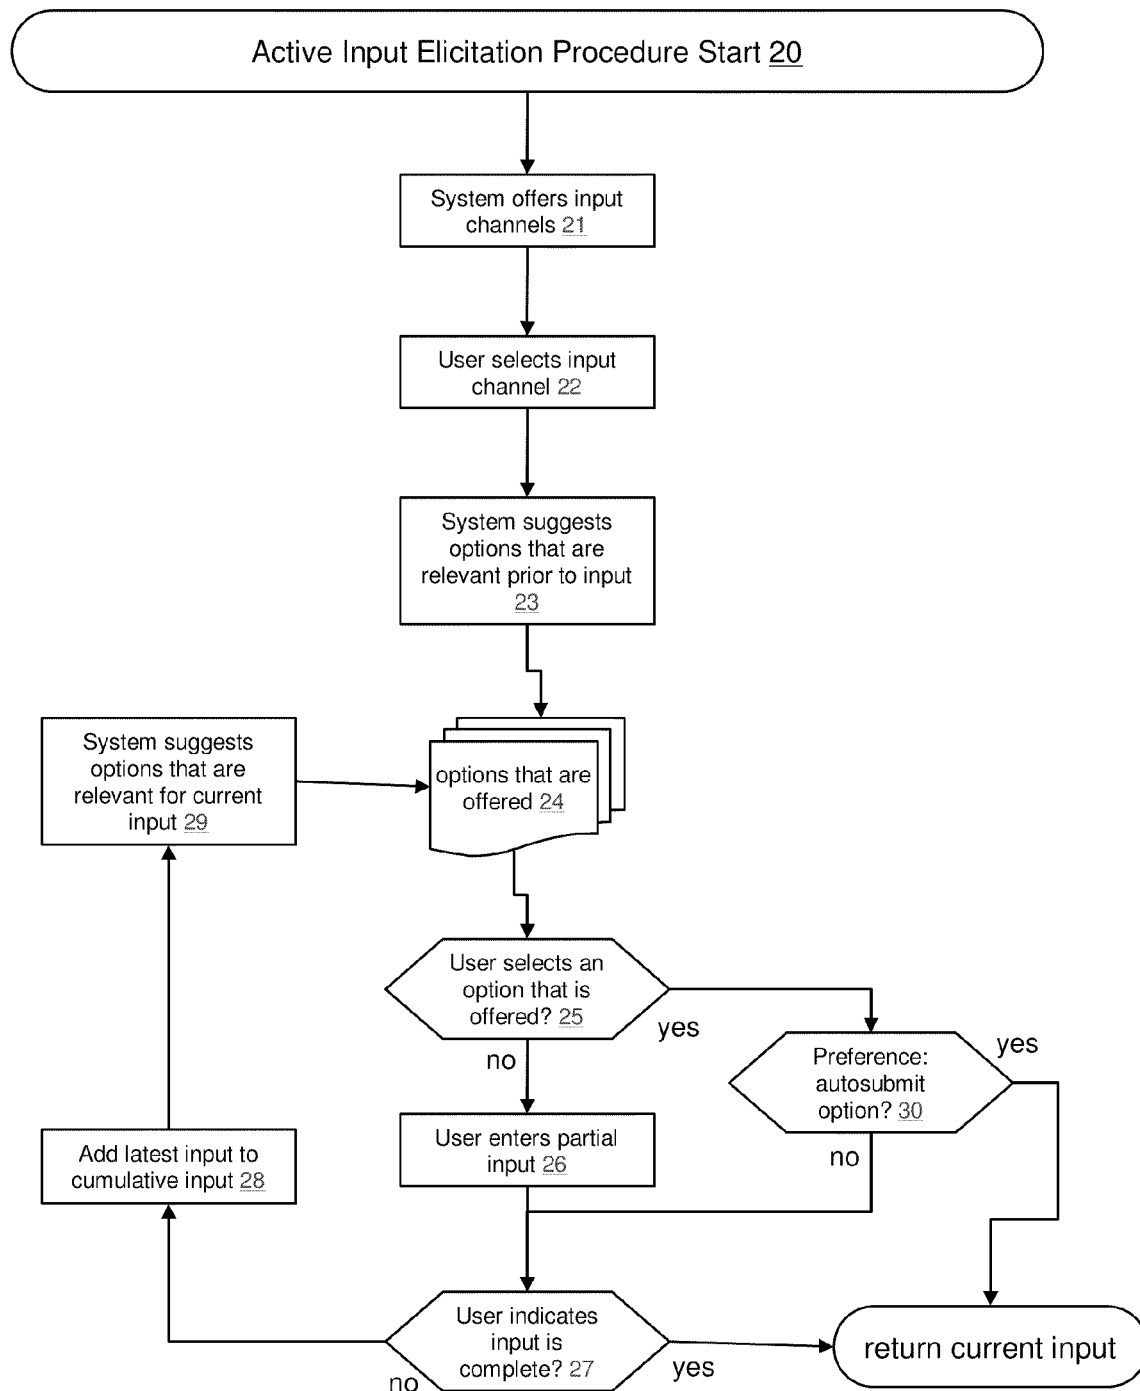 Active Input Elicitation Procedure Start 20
System offers input
channels 21
User selects input
channel 22
System suggests
options that are
relevant prior to input
23
System suggests
options that are
relevant for current
input 29
options that are
offered 24
User selects an
option that is
offered? 25
yes
no
Preference:
autosubmit
option? 30
yes
no
User enters partial
input 26
Add latest input to
cumulative input 28
User indicates
input is
complete? 27
yes
no
return current input